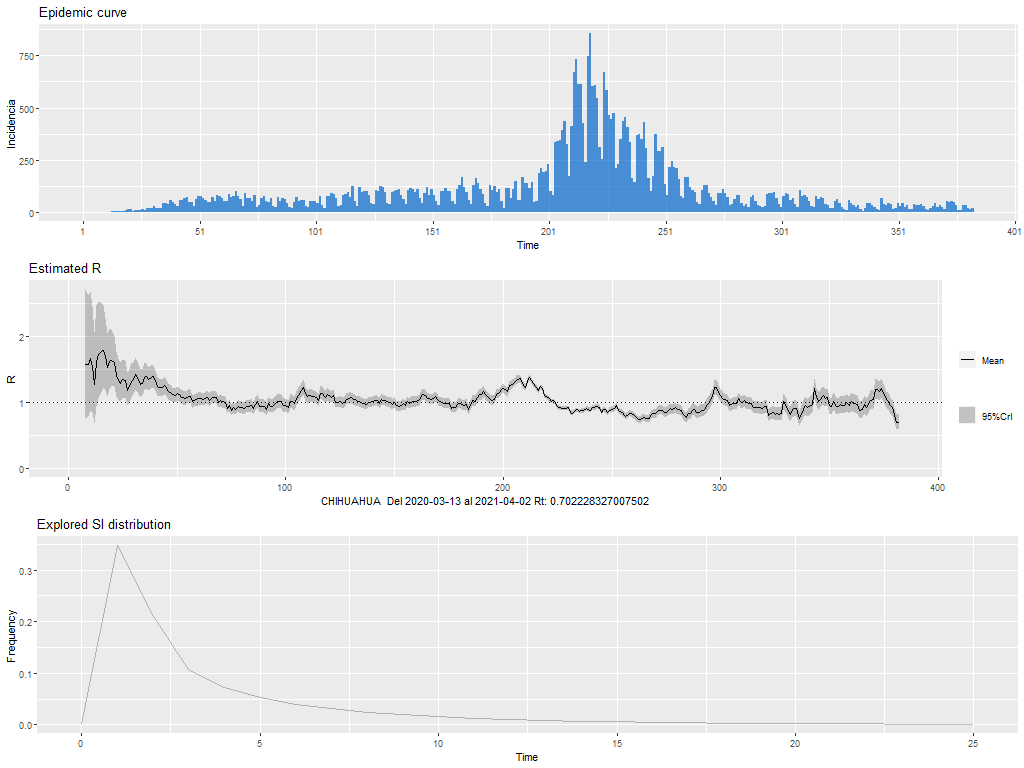 Epidemic curve
Incidencia
750
500
250
0
1 51 101 151 201 251 301 351 401
Time
Estimated R
R
2
1
0
0 100 200 300 400
Mean
95%CrI
CHIHUAHUA Del 2020-03-13 al 2021-04-02 Rt: 0.702228327007502
Explored SI distribution
Frequency
0.3
0.2
0.1
0.0
0 5 10 15 20 25
Time